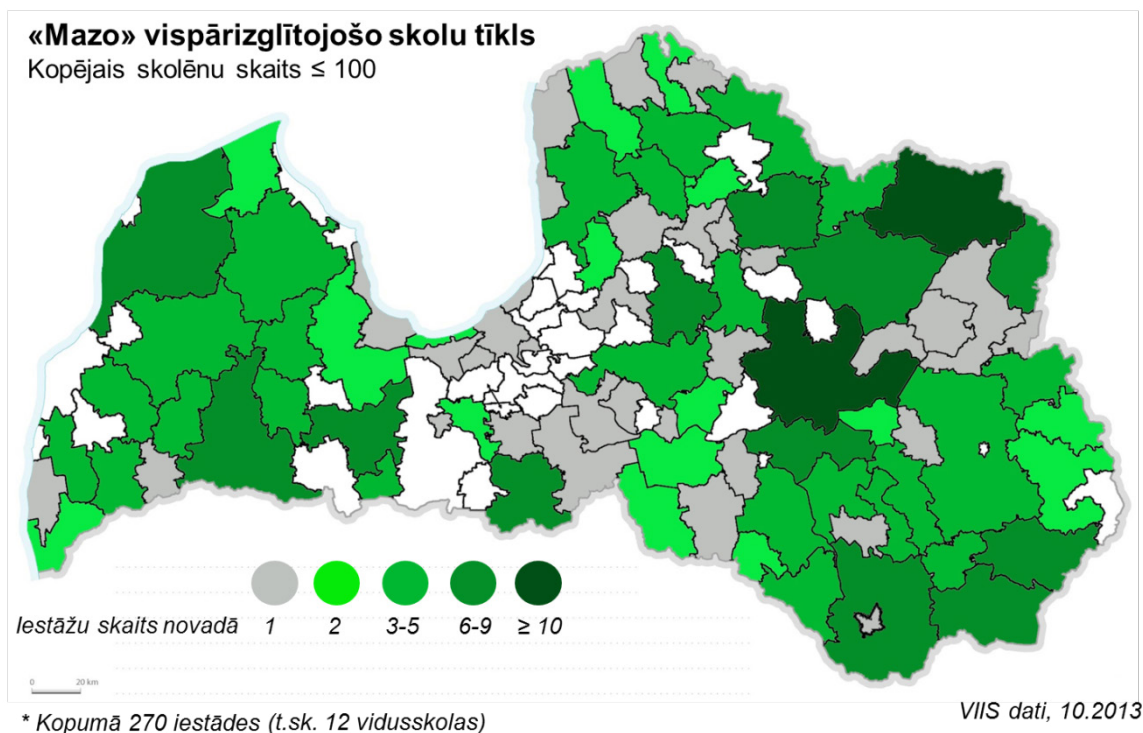 «Mazo» vispārizglītojošo skolu tīkls
Kopējais skolēnu skaits ≤ 100
Iestāžu skaits novadā 1 2 3-5 6-9 ≥ 10
0 20 km
VIIS dati, 10.2013
* Kopumā 270 iestādes (t.sk. 12 vidusskolas)